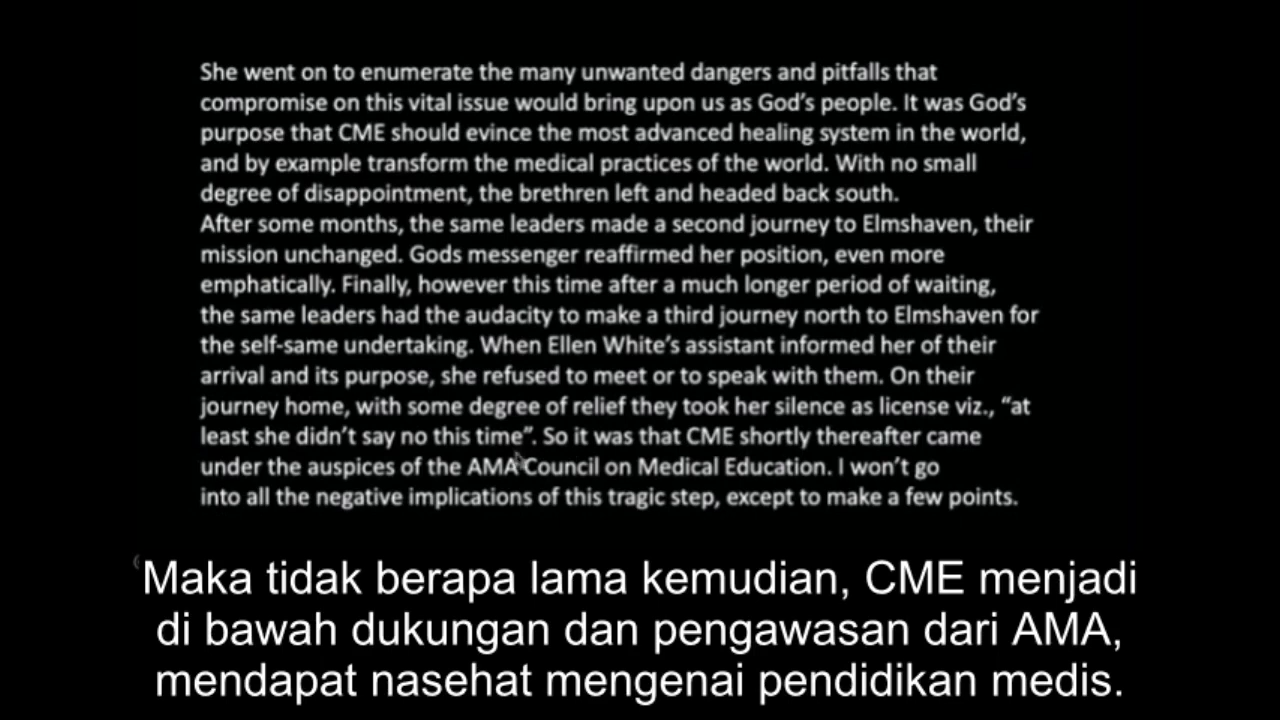 She went on to enumerate the many unwanted dangers and pitfalls that
compromise on this vital issue would bring upon us as God's people. It was God's
purpose that CME should evince the most advanced healing system in the world,
and by example transform the medical practices of the world. With no small
degree of disappointment, the brethren left and headed back south.
After some months, the same leaders made a second journey to Elmshaven, their
mission unchanged. Gods messenger reaffirmed her position, even more
emphatically. Finally, however this time after a much longer period of waiting,
the same leaders had the audacity to make a third journey north to Elmshaven for
the self-same undertaking. When Ellen White's assistant informed her of their
arrival and its purpose, she refused to meet or to speak with them. On their
journey home, with some degree of relief they took her silence as license viz., “at
least she didn't say no this time”. So it was that CME shortly thereafter came
under the auspices of the AMA Council on Medical Education. I won't go
into all the negative implications of this tragic step, except to make a few points.
Maka tidak berapa lama kemudian, CME menjadi
di bawah dukungan dan pengawasan dari AMA,
mendapat nasehat mengenai pendidikan medis.